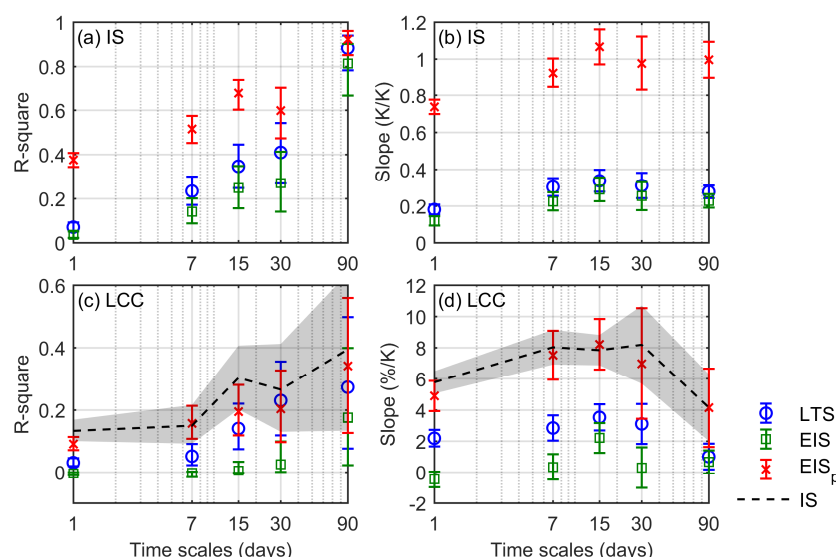 (a) IS
R-square
1
0.8
0.6
0.4
0.2
0
1 7 15 30 90
(b) IS
Slope (K/K)
1.2
1
0.8
0.6
0.4
0.2
0
1 7 15 30 90
(c) LCC
R-square
0.6
0.4
0.2
0
1 7 15 30 90
Time scales (days)
(d) LCC
Slope (%/K)
12
10
8
6
4
2
0
-2
1 7 15 30 90
Time scales (days)
LTS
EIS
EISp
IS